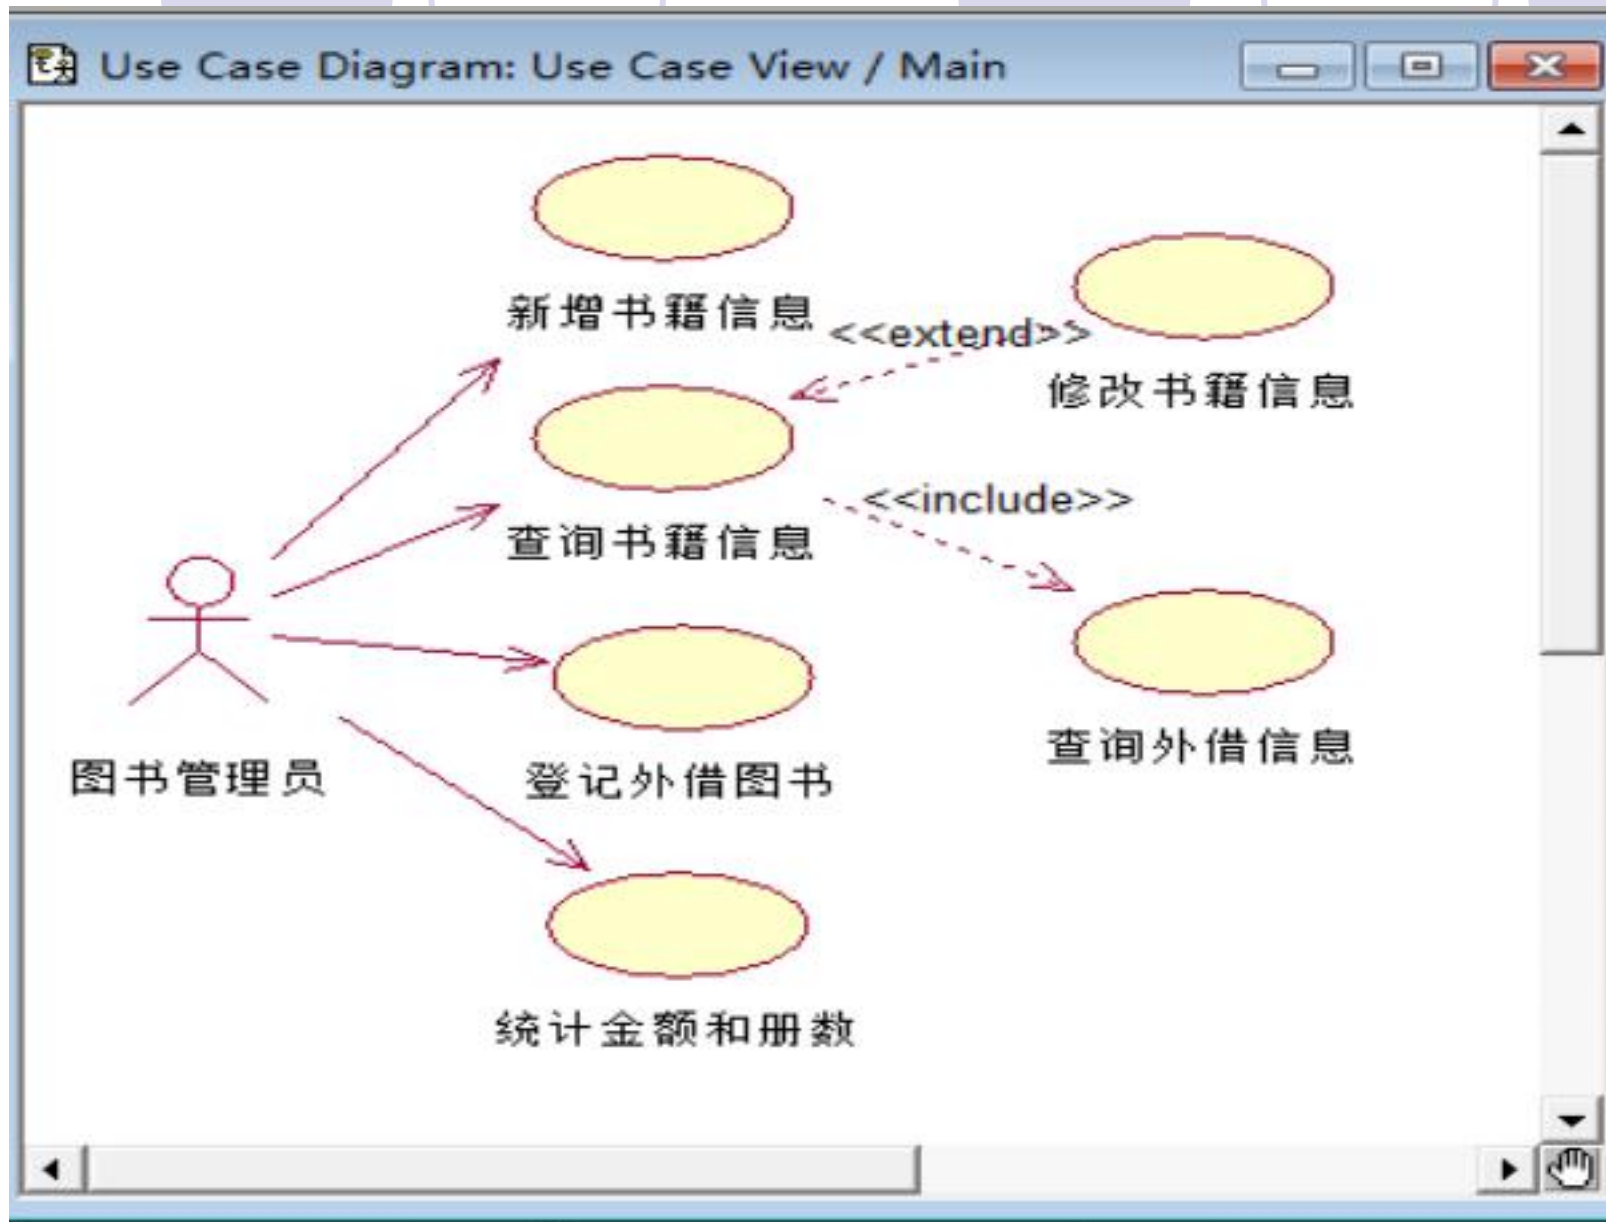 Use Case Diagram: Use Case View / Main
新增书籍信息
<<extend>>
修改书籍信息
<<include>>
查询书籍信息
查询外借信息
图书管理员
登记外借图书
统计金额和册数